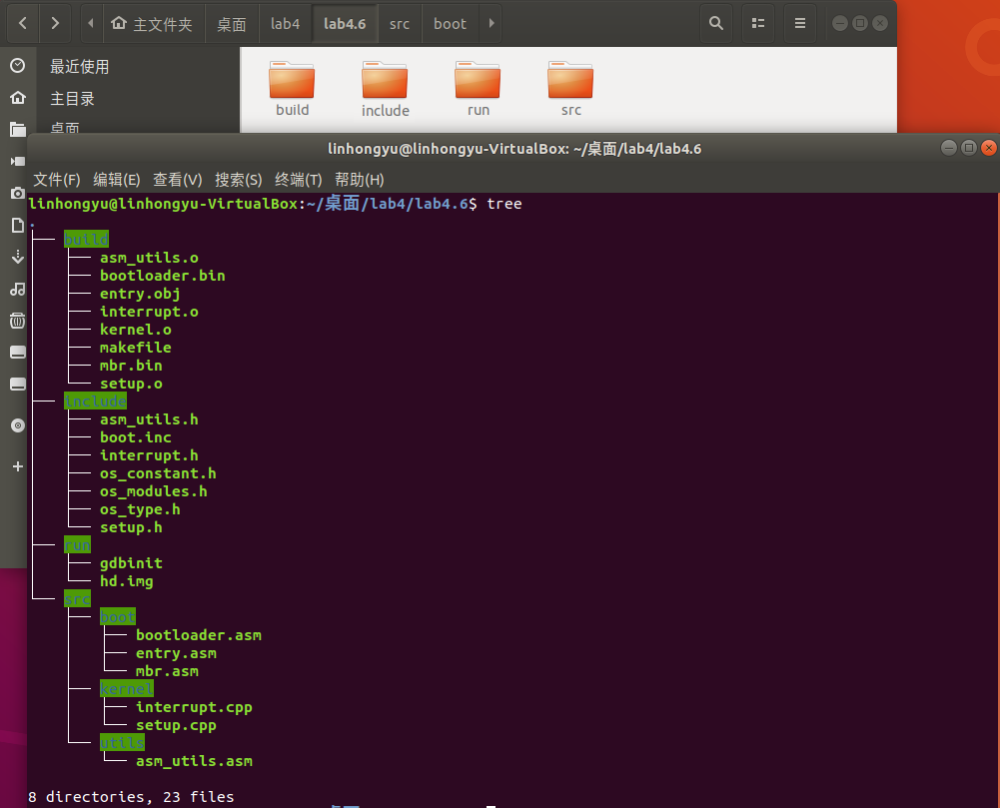 主文件夹 桌面 lab4 lab4.6 src boot
最近使用
主目录
桌面
build include run src
linhongyu@linhongyu-VirtualBox: ~/桌面/lab4/lab4.6
文件(F) 编辑(E) 查看(V) 搜索(S) 终端(T) 帮助(H)
linhongyu@linhongyu-VirtualBox:~/桌面/lab4/lab4.6$ tree
.
├── build
│   ├── asm_utils.o
│   ├── bootloader.bin
│   ├── entry.obj
│   ├── interrupt.o
│   ├── kernel.o
│   ├── makefile
│   ├── mbr.bin
│   └── setup.o
├── include
│   ├── asm_utils.h
│   ├── boot.inc
│   ├── interrupt.h
│   ├── os_constant.h
│   ├── os_modules.h
│   ├── os_type.h
│   └── setup.h
├── run
│   ├── gdbinit
│   └── hd.img
└── src
    ├── boot
    │   ├── bootloader.asm
    │   ├── entry.asm
    │   └── mbr.asm
    ├── kernel
    │   ├── interrupt.cpp
    │   └── setup.cpp
    └── utils
        └── asm_utils.asm
8 directories, 23 files